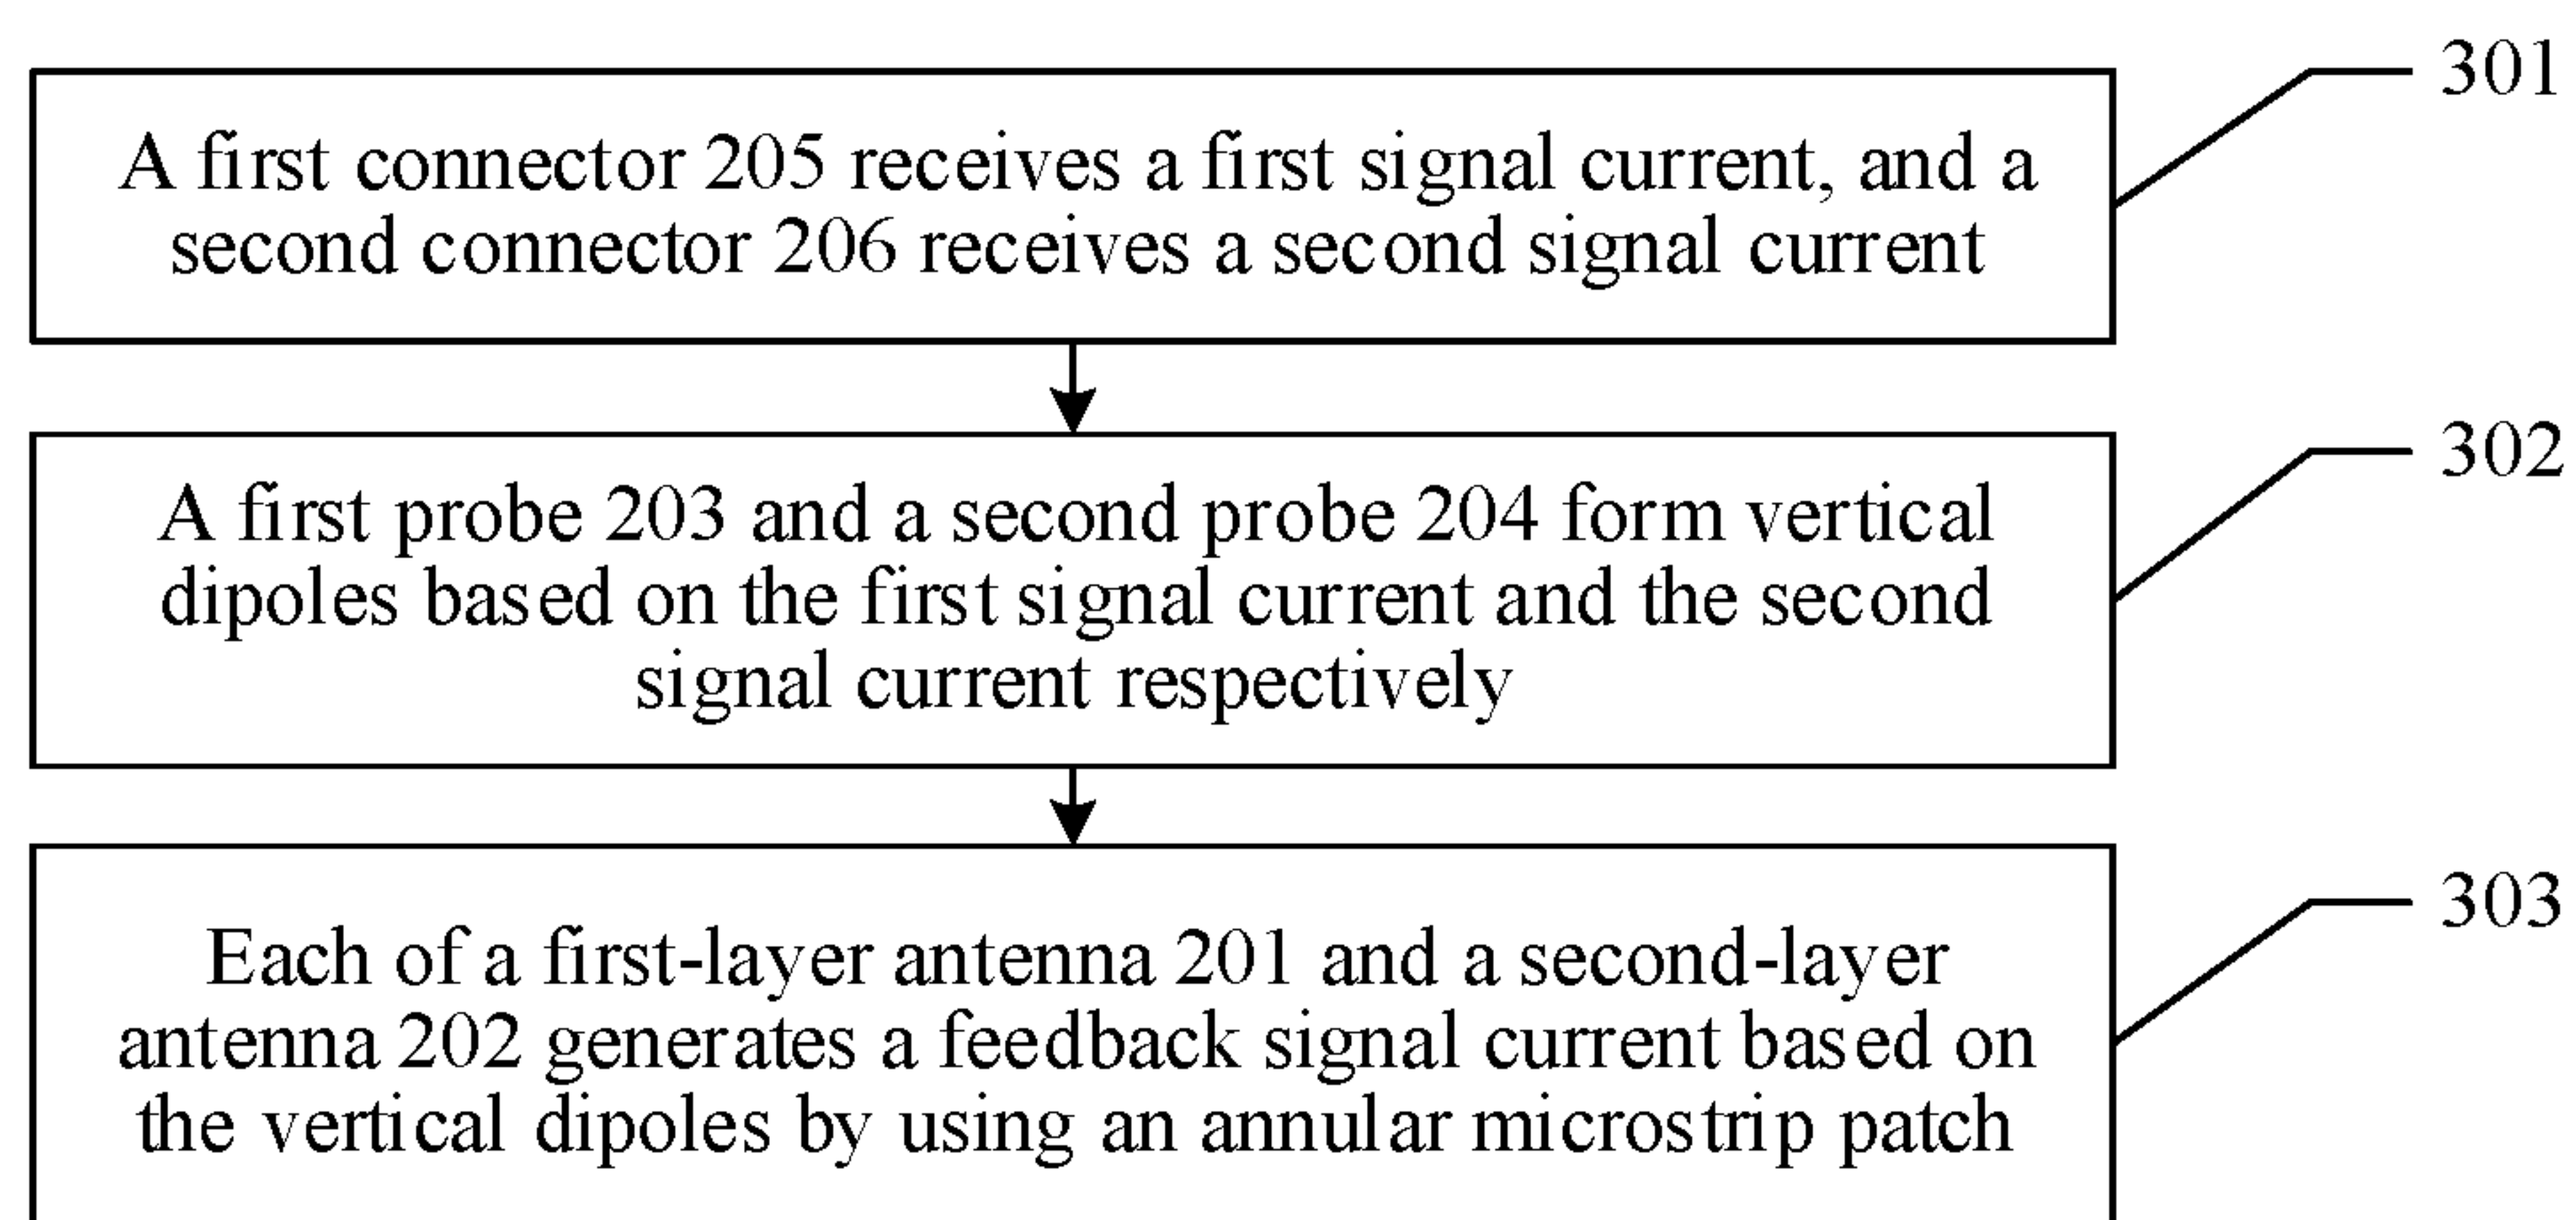 301
A first connector 205 receives a first signal current, and a
second connector 206 receives a second signal current
302
A first probe 203 and a second probe 204 form vertical
dipoles based on the first signal current and the second
signal current respectively
303
Each of a first-layer antenna 201 and a second-layer
antenna 202 generates a feedback signal current based on
the vertical dipoles by using an annular microstrip patch